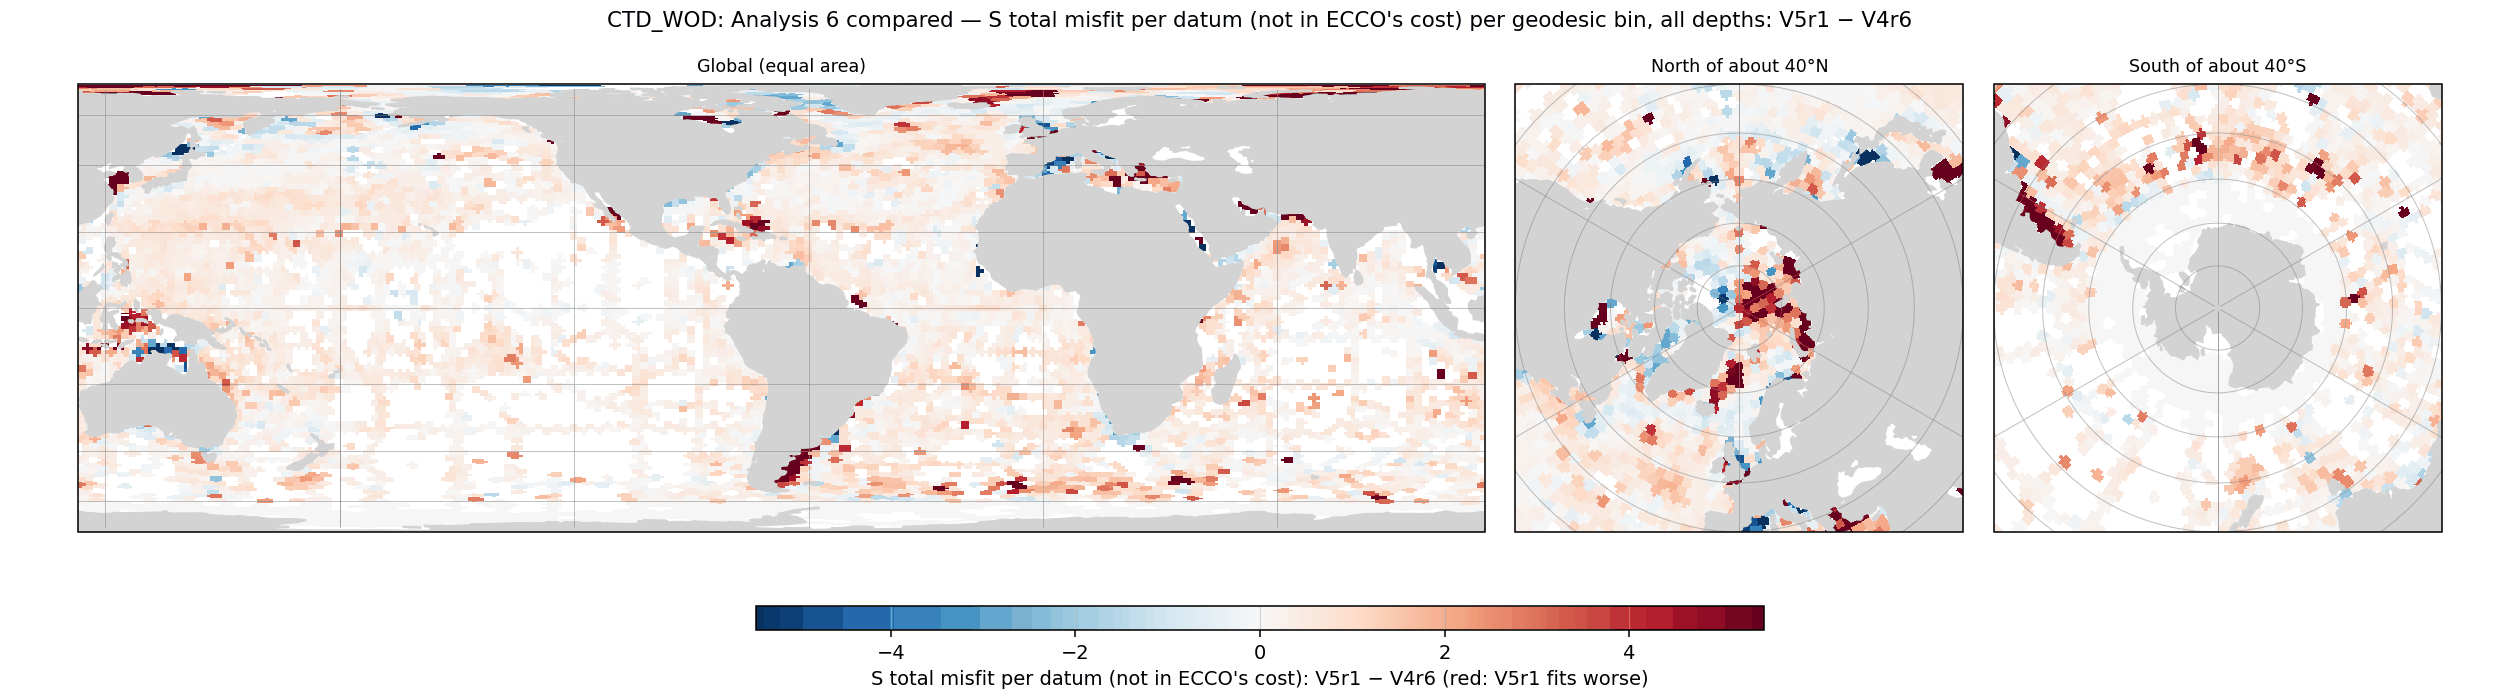 CTD_WOD: Analysis 6 compared — S total misfit per datum (not in ECCO's cost) per geodesic bin, all depths: V5r1 − V4r6
Global (equal area)
North of about 40°N
South of about 40°S
−4 −2 0 2 4
S total misfit per datum (not in ECCO's cost): V5r1 − V4r6 (red: V5r1 fits worse)